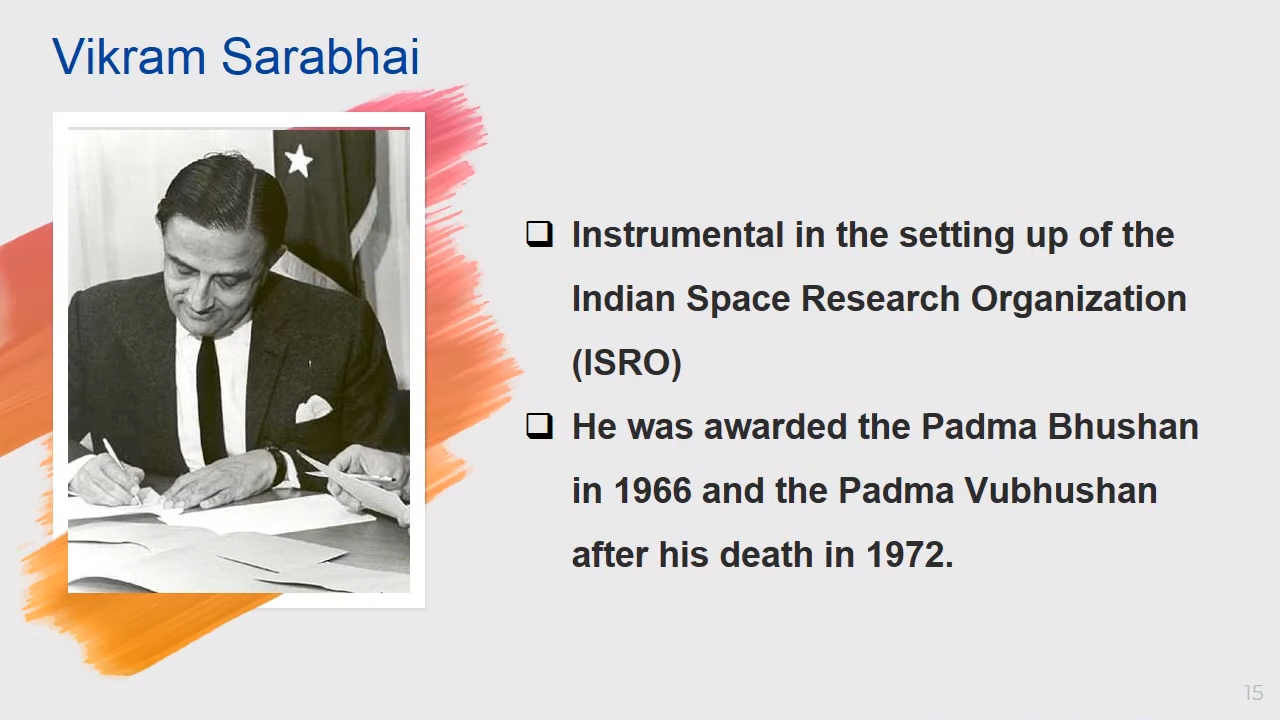 Vikram Sarabhai
Instrumental in the setting up of the
Indian Space Research Organization
(ISRO)
He was awarded the Padma Bhushan
in 1966 and the Padma Vubhushan
after his death in 1972.
15